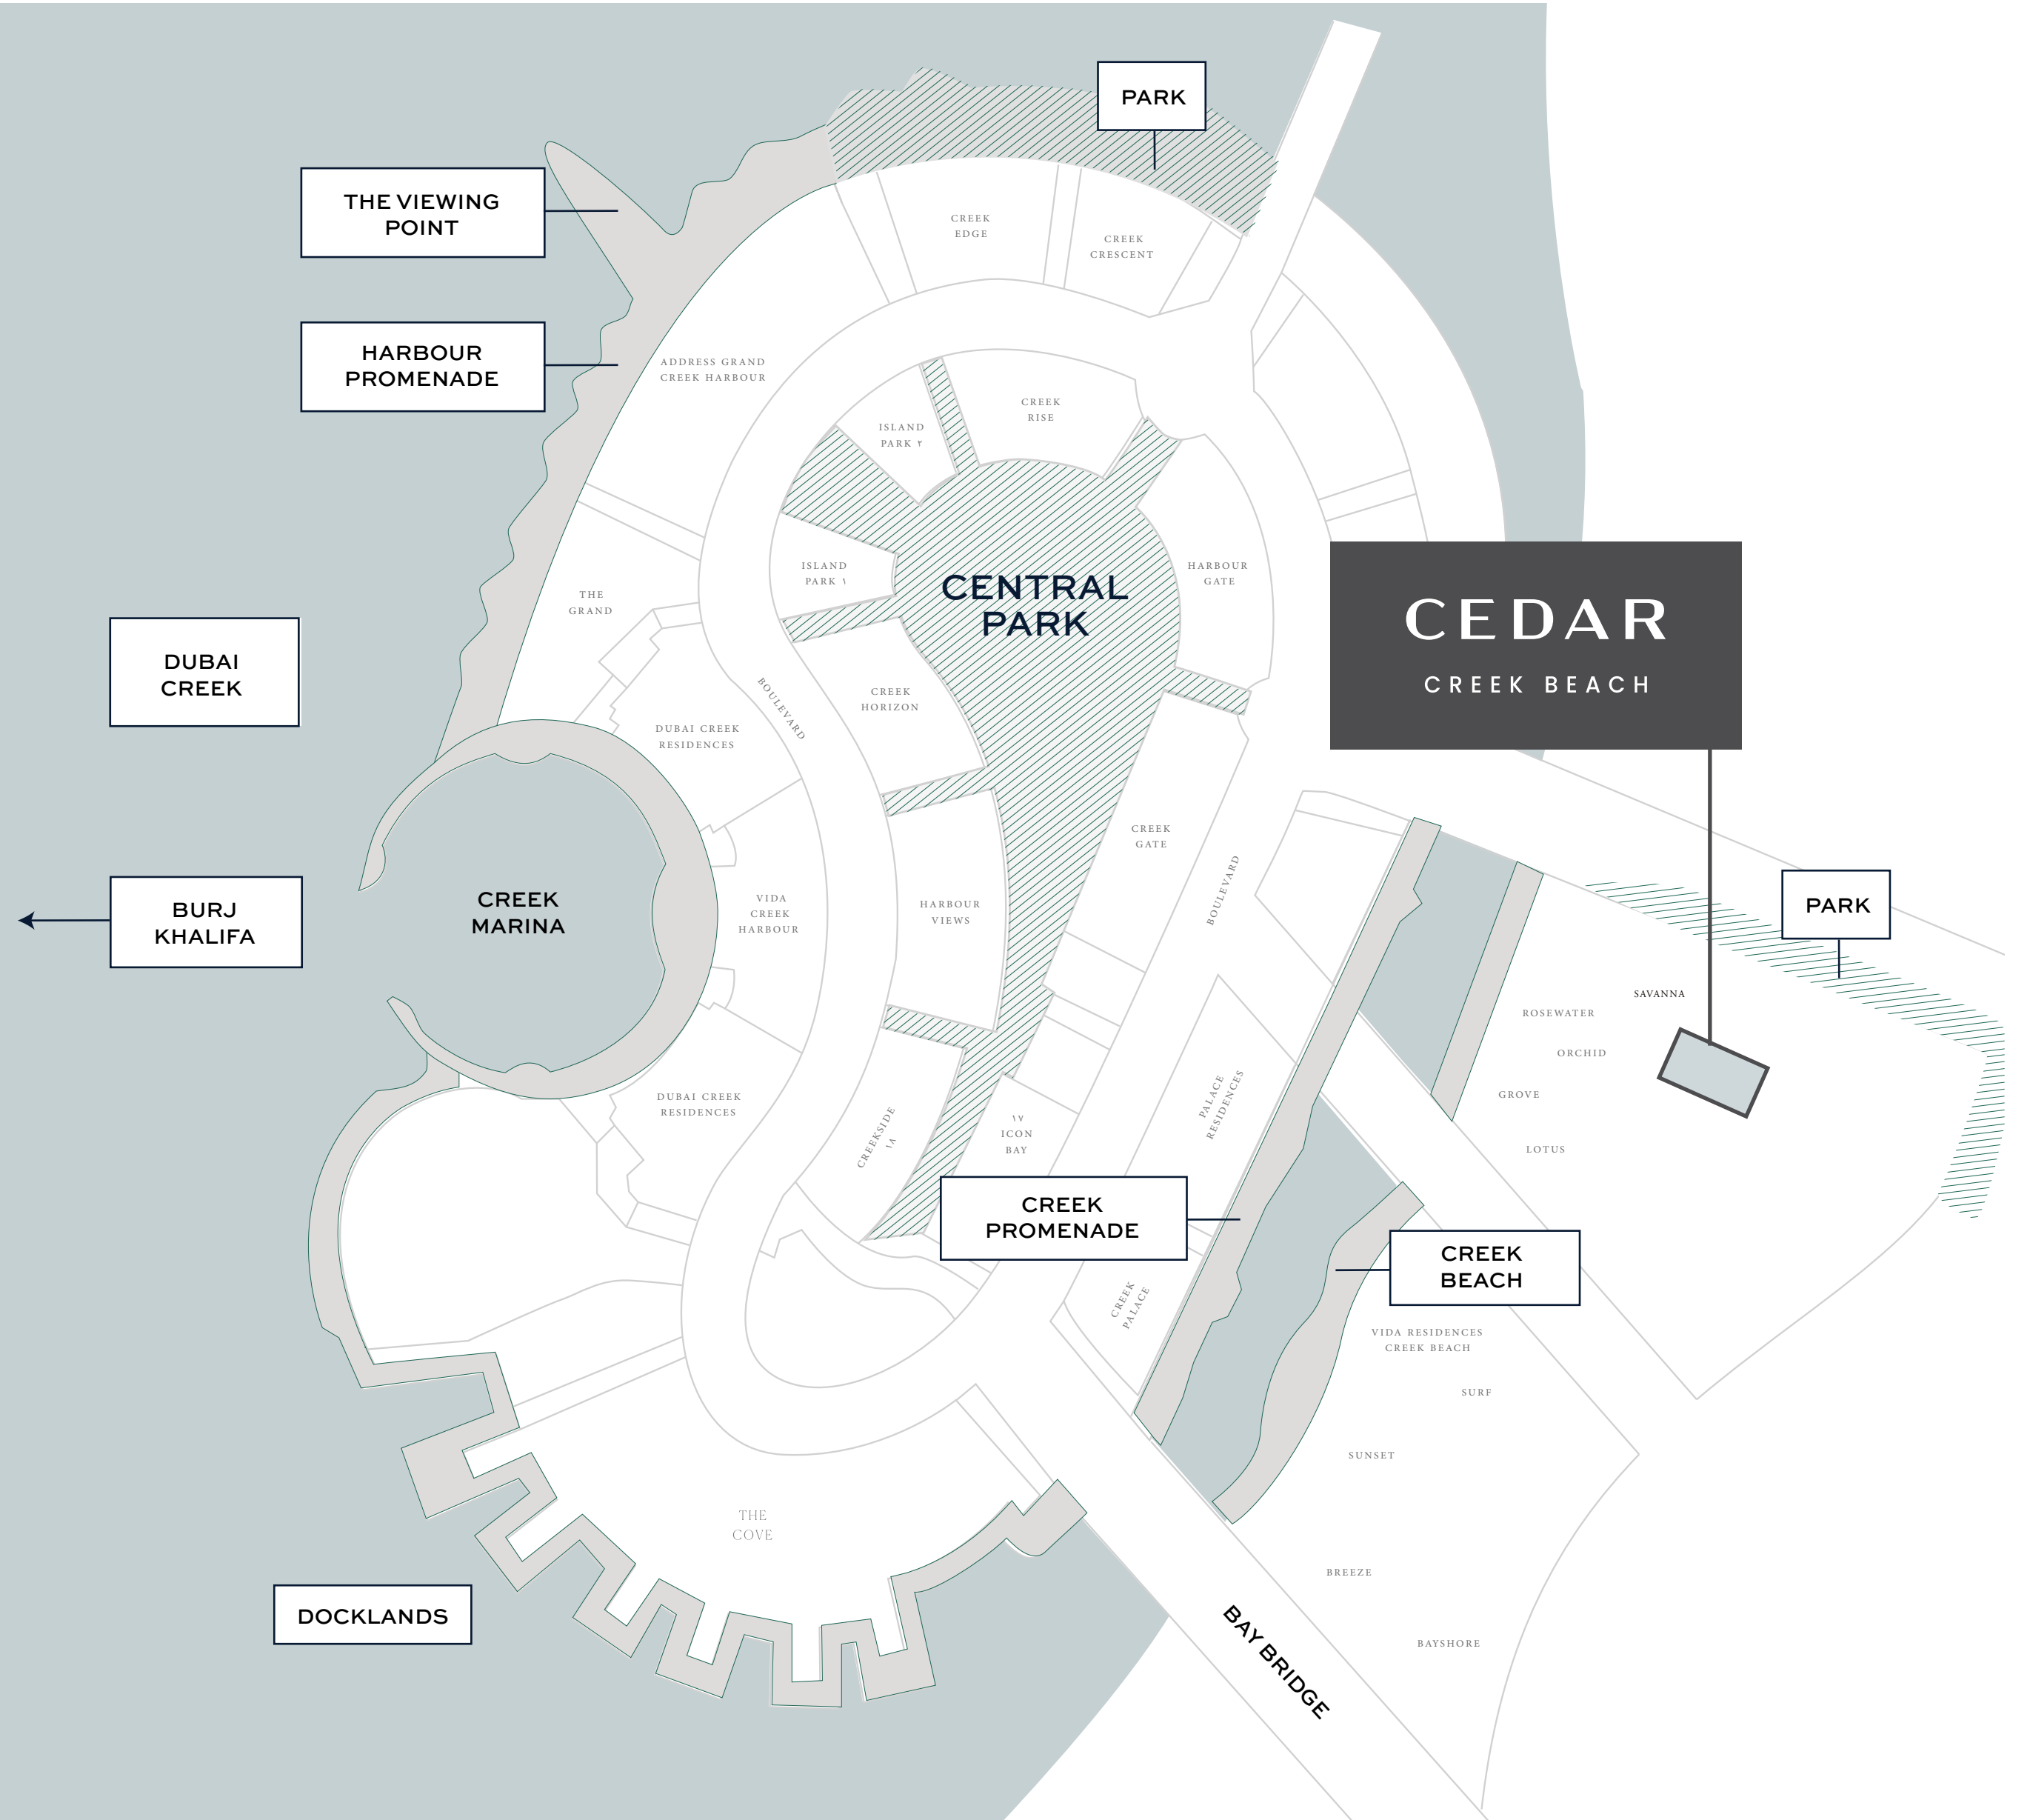 PARK
THE VIEWING
POINT
CREEK
EDGE
CREEK
CRESCENT
HARBOUR
PROMENADE
ADDRESS GRAND
CREEK HARBOUR
CREEK
RISE
ISLAND
PARK ٢
ISLAND
PARK ١
HARBOUR
GATE
CENTRAL
PARK
THE
GRAND
CEDAR
CREEK BEACH
DUBAI
CREEK
CREEK
HORIZON
BOULEVARD
DUBAI CREEK
RESIDENCES
CREEK
GATE
BOULEVARD
BURJ
KHALIFA
CREEK
MARINA
VIDA
CREEK
HARBOUR
HARBOUR
VIEWS
PARK
SAVANNA
ROSEWATER
ORCHID
GROVE
LOTUS
DUBAI CREEK
RESIDENCES
CREEKSIDE
١٨
١٧
ICON
BAY
PALACE
RESIDENCES
CREEK
PROMENADE
CREEK
BEACH
CREEK
PALACE
VIDA RESIDENCES
CREEK BEACH
SURF
SUNSET
THE
COVE
BREEZE
DOCKLANDS
BAY BRIDGE
BAYSHORE